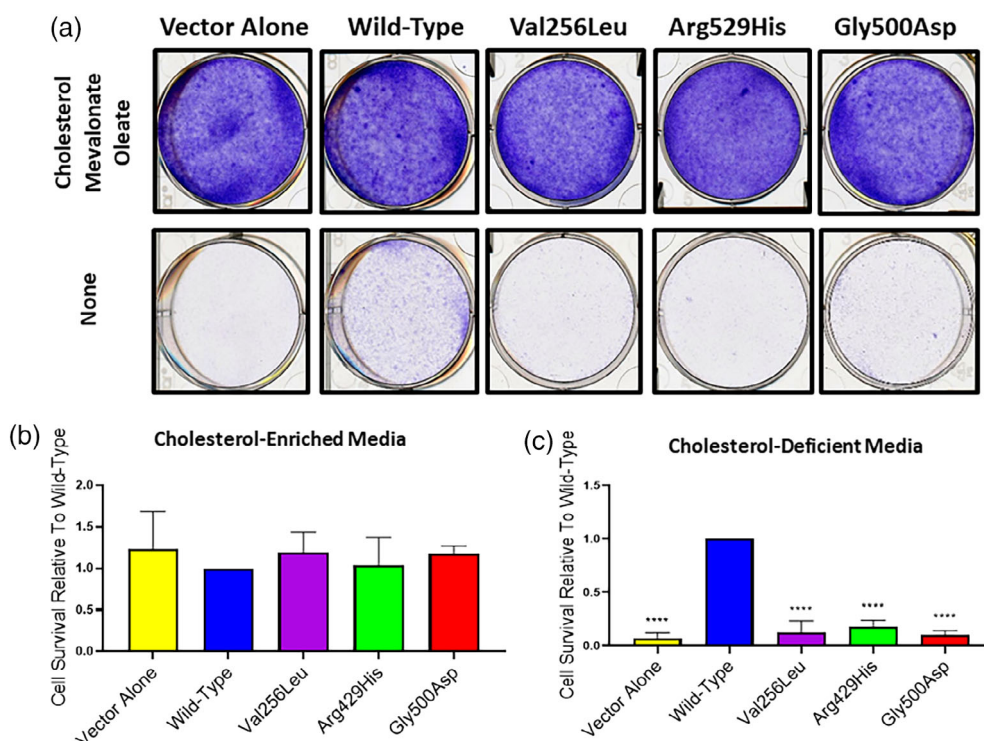 (a)
Vector Alone Wild-Type Val256Leu Arg529His Gly500Asp
Cholesterol
Mevalonate
Oleate
None
(b)
Cholesterol-Enriched Media
Cell Survival Relative To Wild-Type
2.0
1.5
1.0
0.5
0.0
Vector Alone
Wild-Type
Val256Leu
Arg429His
Gly500Asp
(c)
Cholesterol-Deficient Media
Cell Survival Relative To Wild-Type
1.5
1.0
0.50
0.0
****
****
****
****
Vector Alone
Wild-Type
Val256Leu
Arg429His
Gly500Asp